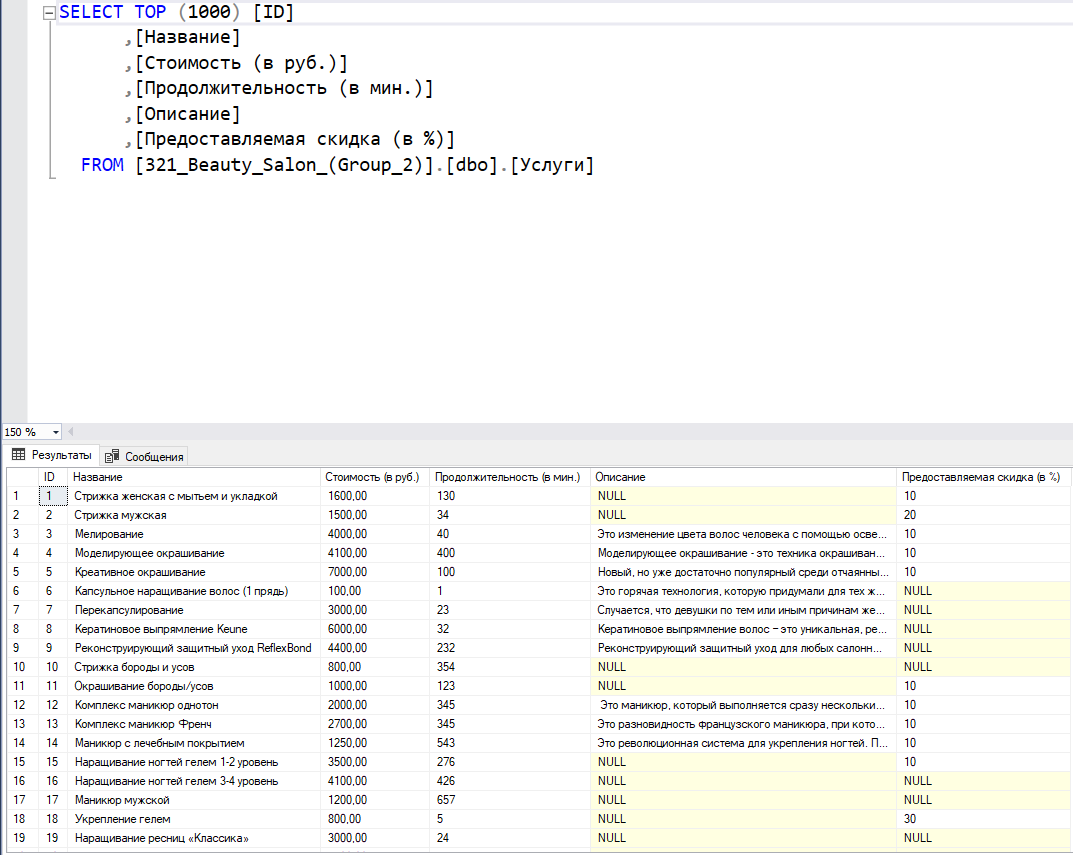 SELECT TOP (1000) [ID]
,[Название]
,[Стоимость (в руб.)]
,[Продолжительность (в мин.)]
,[Описание]
,[Предоставляемая скидка (в %)]
FROM [321_Beauty_Salon_(Group_2)].[dbo].[Услуги]
150 %
Результаты Сообщения
ID Название Стоимость (в руб.) Продолжительность (в мин.) Описание Предоставляемая скидка (в %)
1 1 Стрижка женская с мытьем и укладкой 1600,00 130 NULL 10
2 2 Стрижка мужская 1500,00 34 NULL 20
3 3 Мелирование 4000,00 40 Это изменение цвета волос человека с помощью осве... 10
4 4 Моделирующее окрашивание 4100,00 400 Моделирующее окрашивание - это техника окрашиван... 10
5 5 Креативное окрашивание 7000,00 100 Новый, но уже достаточно популярный среди отчаянны... 10
6 6 Капсульное наращивание волос (1 прядь) 100,00 1 Это горячая технология, которую придумали для тех ж... NULL
7 7 Перекапсулирование 3000,00 23 Случается, что девушки по тем или иным причинам же... NULL
8 8 Кератиновое выпрямление Keune 6000,00 32 Кератиновое выпрямление волос – это уникальная, ре... NULL
9 9 Реконструирующий защитный уход ReflexBond 4400,00 232 Реконструирующий защитный уход для любых салонн... NULL
10 10 Стрижка бороды и усов 800,00 354 NULL NULL
11 11 Окрашивание бороды/усов 1000,00 123 NULL 10
12 12 Комплекс маникюр однотон 2000,00 345 Это маникюр, который выполняется сразу нескольки... 10
13 13 Комплекс маникюр Френч 2700,00 345 Это разновидность французского маникюра, при кото... 10
14 14 Маникюр с лечебным покрытием 1250,00 543 Это революционная система для укрепления ногтей. П... 10
15 15 Наращивание ногтей гелем 1-2 уровень 3500,00 276 NULL 10
16 16 Наращивание ногтей гелем 3-4 уровень 4100,00 426 NULL NULL
17 17 Маникюр мужской 1200,00 657 NULL NULL
18 18 Укрепление гелем 800,00 5 NULL 30
19 19 Наращивание ресниц «Классика» 3000,00 24 NULL NULL